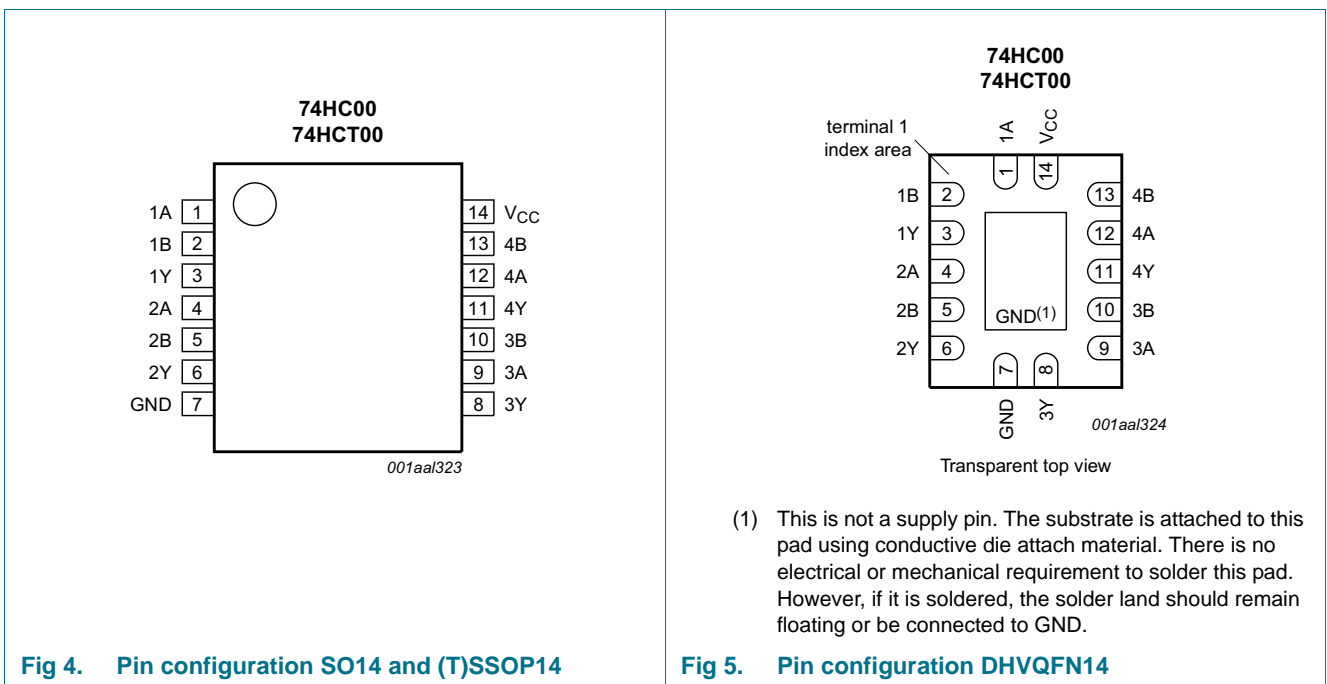 74HC00
74HCT00
1A 1
1B 2
1Y 3
2A 4
2B 5
2Y 6
GND 7
14 VCC
13 4B
12 4A
11 4Y
10 3B
9 3A
8 3Y
001aal323
Fig 4. Pin configuration SO14 and (T)SSOP14
74HC00
74HCT00
terminal 1
index area
1A
VCC
1
14
1B 2
1Y 3
2A 4
2B 5
2Y 6
13 4B
12 4A
11 4Y
10 3B
9 3A
GND(1)
7
8
GND
3Y
001aal324
Transparent top view
(1) This is not a supply pin. The substrate is attached to this
pad using conductive die attach material. There is no
electrical or mechanical requirement to solder this pad.
However, if it is soldered, the solder land should remain
floating or be connected to GND.
Fig 5. Pin configuration DHVQFN14